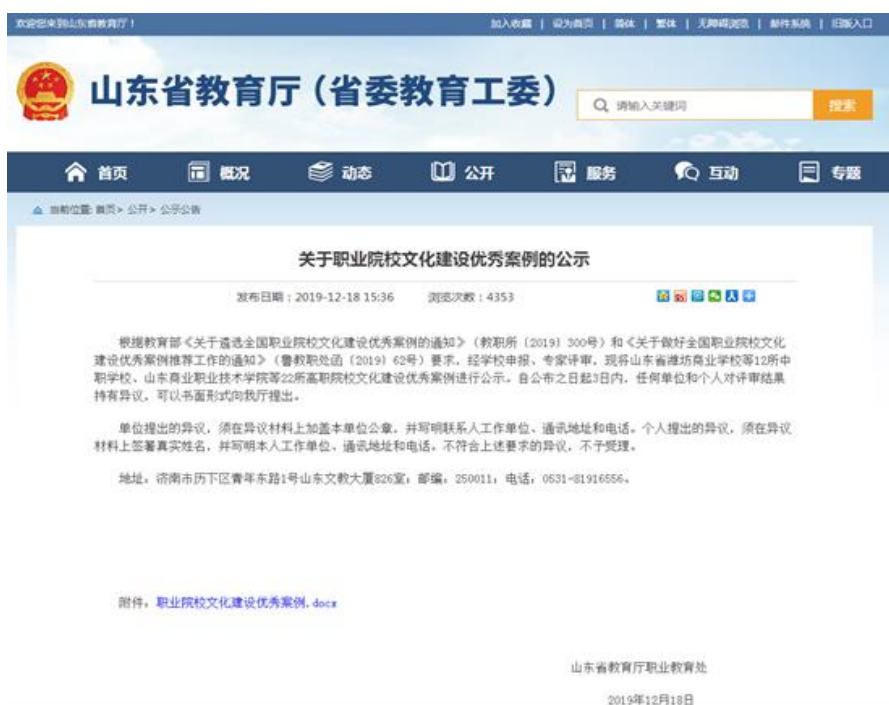 欢迎您来到山东省教育厅！
加入收藏 | 设为首页 | 简体 | 繁体 | 无障碍浏览 | 邮件系统 | 旧版入口
山东省教育厅（省委教育工委）
请输入关键词
搜索
首页 概况 动态 公开 服务 互动 专题
当前位置: 首页> 公开> 公示公告
关于职业院校文化建设优秀案例的公示
发布日期：2019-12-18 15:36 浏览次数：4353
根据教育部《关于遴选全国职业院校文化建设优秀案例的通知》（教职所〔2019〕300号）和《关于做好全国职业院校文化
建设优秀案例推荐工作的通知》（鲁教职处函〔2019〕62号）要求，经学校申报、专家评审，现将山东省潍坊商业学校等12所中
职学校、山东商业职业技术学院等22所高职院校文化建设优秀案例进行公示。自公布之日起3日内，任何单位和个人对评审结果
持有异议，可以书面形式向我厅提出。
单位提出的异议，须在异议材料上加盖本单位公章，并写明联系人工作单位、通讯地址和电话。个人提出的异议，须在异议
材料上签署真实姓名，并写明本人工作单位、通讯地址和电话。不符合上述要求的异议，不予受理。
地址：济南市历下区青年东路1号山东文教大厦826室；邮编：250011；电话：0531-81916556。
附件：职业院校文化建设优秀案例.docx
山东省教育厅职业教育处
2019年12月18日